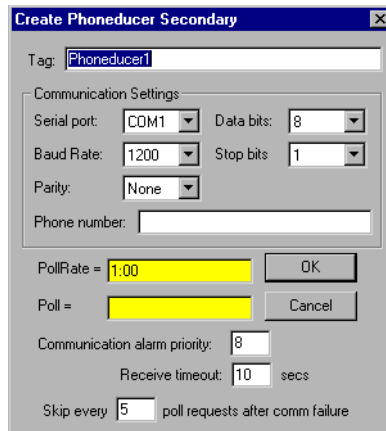 Create Phoneducer Secondary
Tag: Phoneducer1
Communication Settings
Serial port: COM1 Data bits: 8
Baud Rate: 1200 Stop bits 1
Parity: None
Phone number:
PollRate = 1:00 OK
Poll = Cancel
Communication alarm priority: 8
Receive timeout: 10 secs
Skip every 5 poll requests after comm failure